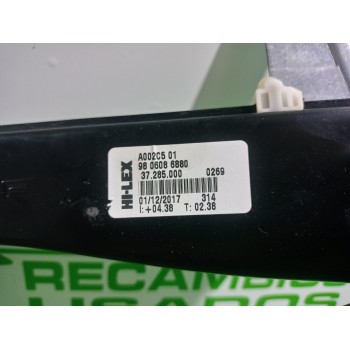 HI-LEX
A002C5 01
98 0608 6880
37.285.000 0269
01/12/2017 314
I: +04.38 T: 02.38
RECAMBIOS
USADOS